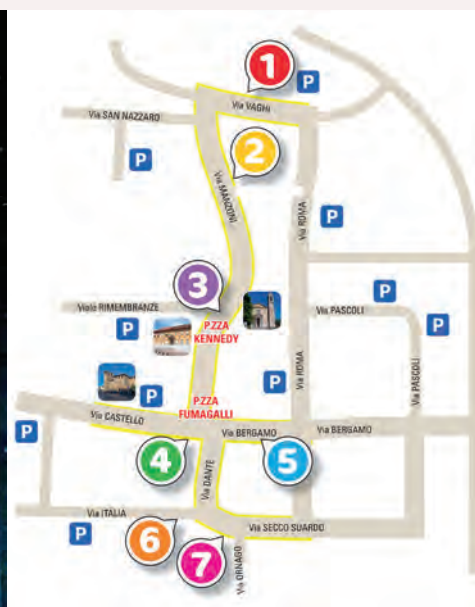 1
P
Via VAGHI
Via SAN NAZZARO
2
P
Via MANZONI
P
Via ROMA
3
P
Viale RIMEMBRANZE
P.ZZA
KENNEDY
Via PASCOLI
P
P
P
Via ROMA
Via PASCOLI
P
P.ZZA
FUMAGALLI
Via CASTELLO
P
Via BERGAMO
Via BERGAMO
4
5
Via DANTE
Via ITALIA
Via SECCO SUARDO
P
6
7
Via ORNAGO